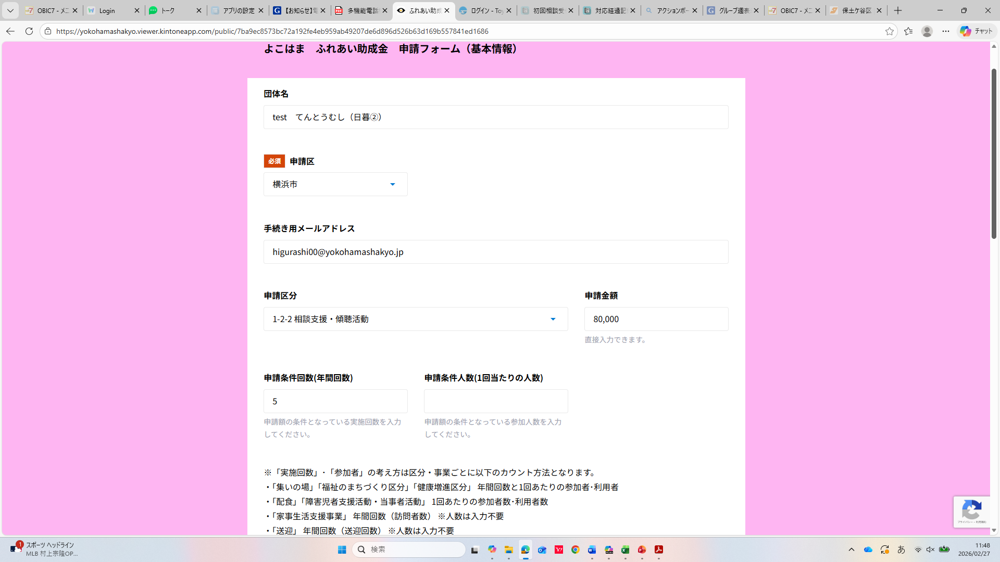 OBIC7 - メニ
Login
トーク
アプリの設定
【お知らせ】電
多機能電話
ふれあい助成
ログイン - Toy
初回相談受
対応経過記
アクションボー
グループ週表
OBIC7 - メニ
保土ケ谷区
https://yokohamashakyo.viewer.kintoneapp.com/public/7ba9ec8573bc72a192fe4eb959ab49207de6d896d526b63d169b557841ed1686
チャット
よこはま　ふれあい助成金　申請フォーム（基本情報）
団体名
test　てんとうむし（日暮②）
必須 申請区
横浜市
手続き用メールアドレス
higurashi00@yokohamashakyo.jp
申請区分
申請金額
1-2-2 相談支援・傾聴活動
80,000
直接入力できます。
申請条件回数(年間回数)
申請条件人数(1回当たりの人数)
5
申請額の条件となっている実施回数を入力
してください。
申請額の条件となっている参加人数を入力
してください。
※「実施回数」・「参加者」の考え方は区分・事業ごとに以下のカウント方法となります。
・「集いの場」「福祉のまちづくり区分」「健康増進区分」 年間回数と1回あたりの参加者・利用者
・「配食」「障害児者支援活動・当事者活動」 1回あたりの参加者数・利用者数
・「家事生活支援事業」 年間回数（訪問者数） ※人数は入力不要
・「送迎」 年間回数（送迎回数） ※人数は入力不要
プライバシー - 利用規約
1
スポーツ ヘッドライン
MLB 村上宗隆OP...
検索
あ
11:48
2026/02/27